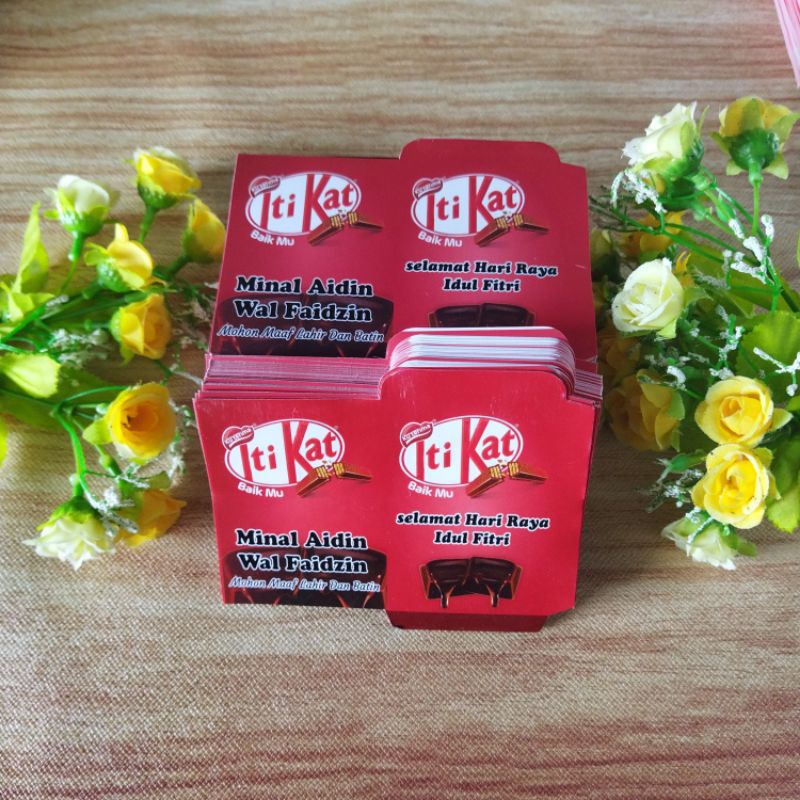 Iti Kat
Baik Mu
Minal Aidin
Wal Faidzin
Mohon Maaf Lahir Dan Batin
Iti Kat
Baik Mu
selamat Hari Raya
Idul Fitri
Iti Kat
Baik Mu
Minal Aidin
Wal Faidzin
Mohon Maaf Lahir Dan Batin
Iti Kat
Baik Mu
selamat Hari Raya
Idul Fitri